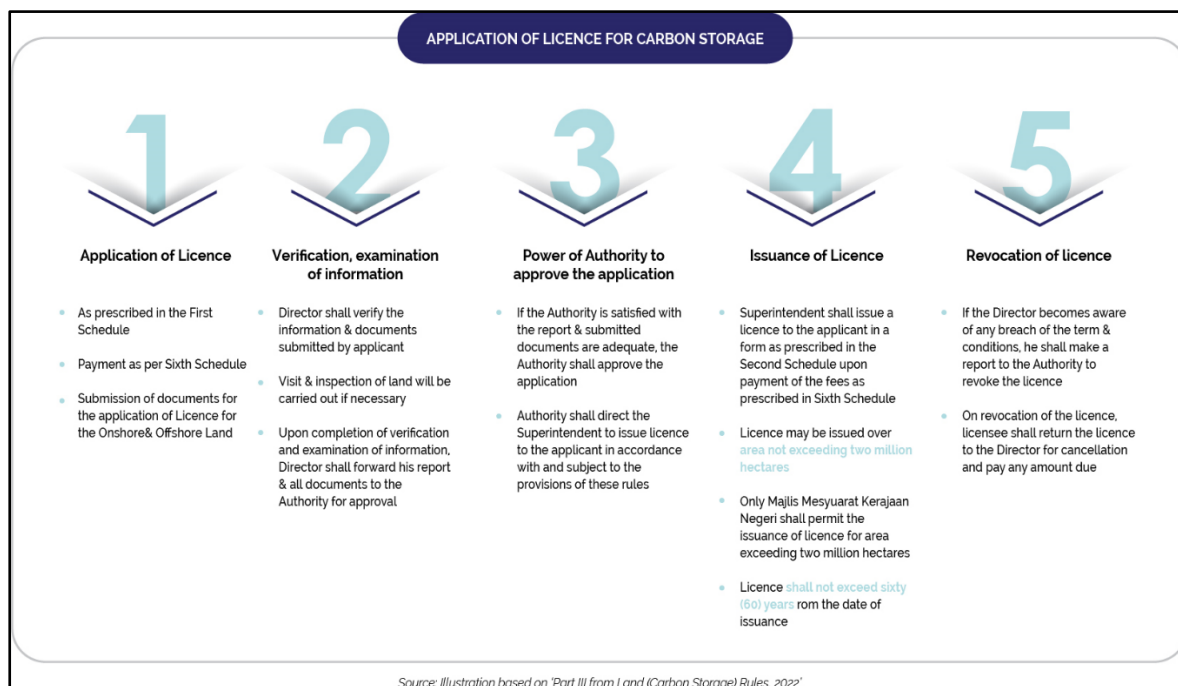 APPLICATION OF LICENCE FOR CARBON STORAGE
1
Application of Licence
As prescribed in the First
Schedule
Payment as per Sixth Schedule
Submission of documents for
the application of Licence for
the Onshore& Offshore Land
2
Verification, examination
of information
Director shall verify the
information & documents
submitted by applicant
Visit & inspection of land will be
carried out if necessary
Upon completion of verification
and examination of information,
Director shall forward his report
& all documents to the
Authority for approval
3
Power of Authority to
approve the application
If the Authority is satisfied with
the report & submitted
documents are adequate, the
Authority shall approve the
application
Authority shall direct the
Superintendent to issue licence
to the applicant in accordance
with and subject to the
provisions of these rules
4
Issuance of Licence
Superintendent shall issue a
licence to the applicant in a
form as prescribed in the
Second Schedule upon
payment of the fees as
prescribed in Sixth Schedule
Licence may be issued over
area not exceeding two million
hectares
Only Majlis Mesyuarat Kerajaan
Negeri shall permit the
issuance of licence for area
exceeding two million hectares
Licence shall not exceed sixty
(60) years rom the date of
issuance
5
Revocation of licence
If the Director becomes aware
of any breach of the term &
conditions, he shall make a
report to the Authority to
revoke the licence
On revocation of the licence,
licensee shall return the licence
to the Director for cancellation
and pay any amount due
Source: Illustration based on 'Part III from Land (Carbon Storage) Rules, 2022'